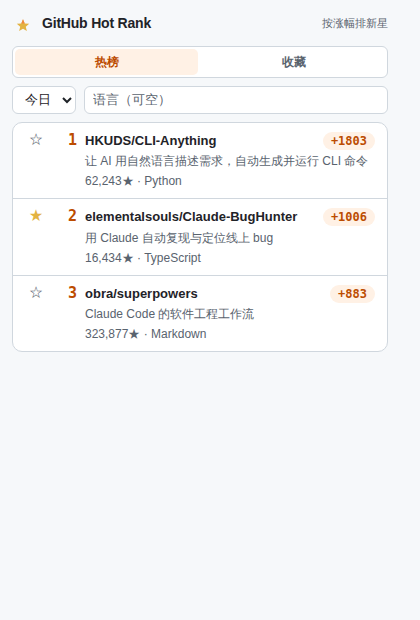 GitHub Hot Rank
按涨幅排新星
热榜
收藏
今日
语言（可空）
☆ 1 HKUDS/CLI-Anything +1803
让 AI 用自然语言描述需求，自动生成并运行 CLI 命令
62,243★ · Python
★ 2 elementalsouls/Claude-BugHunter +1006
用 Claude 自动复现与定位线上 bug
16,434★ · TypeScript
☆ 3 obra/superpowers +883
Claude Code 的软件工程工作流
323,877★ · Markdown